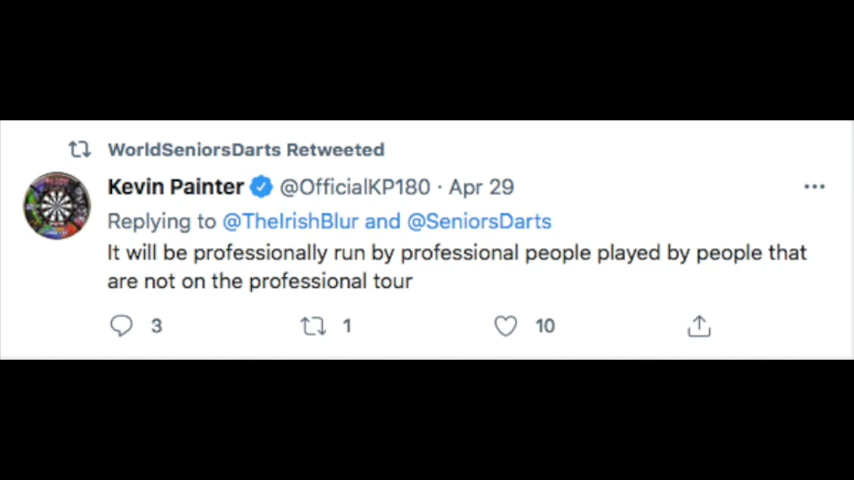 WorldSeniorsDarts Retweeted
Kevin Painter @OfficialKP180 · Apr 29
Replying to @TheIrishBlur and @SeniorsDarts
It will be professionally run by professional people played by people that
are not on the professional tour
3 1 10